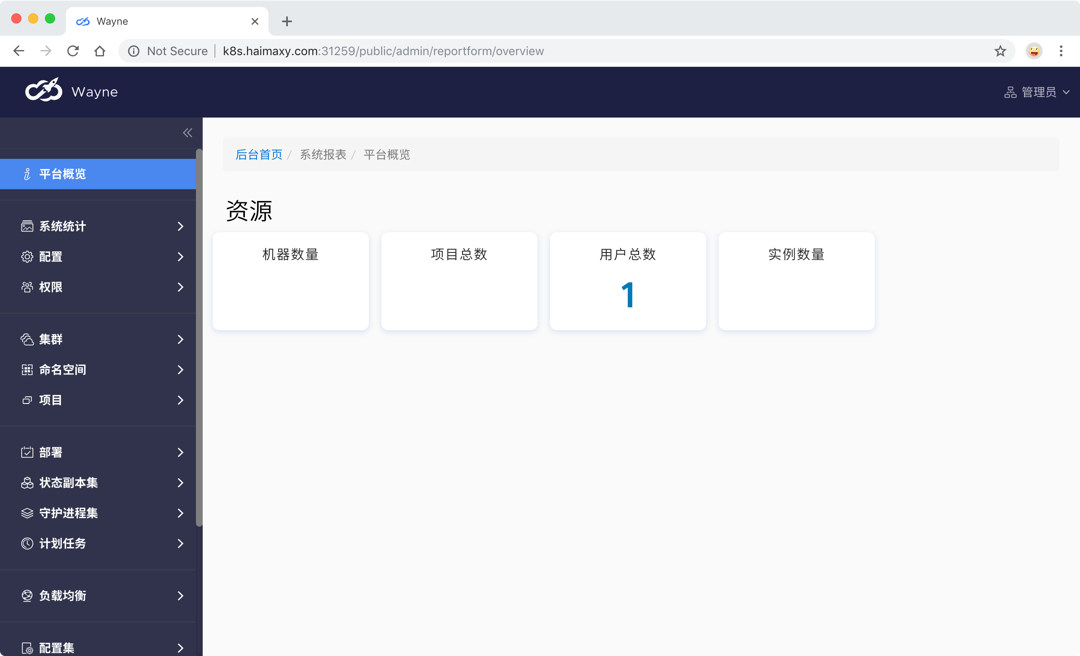 Wayne
Not Secure k8s.haimaxy.com:31259/public/admin/reportform/overview
Wayne
管理员
平台概览
系统统计
配置
权限
集群
命名空间
项目
部署
状态副本集
守护进程集
计划任务
负载均衡
配置集
后台首页 / 系统报表 / 平台概览
资源
机器数量
项目总数
用户总数
1
实例数量